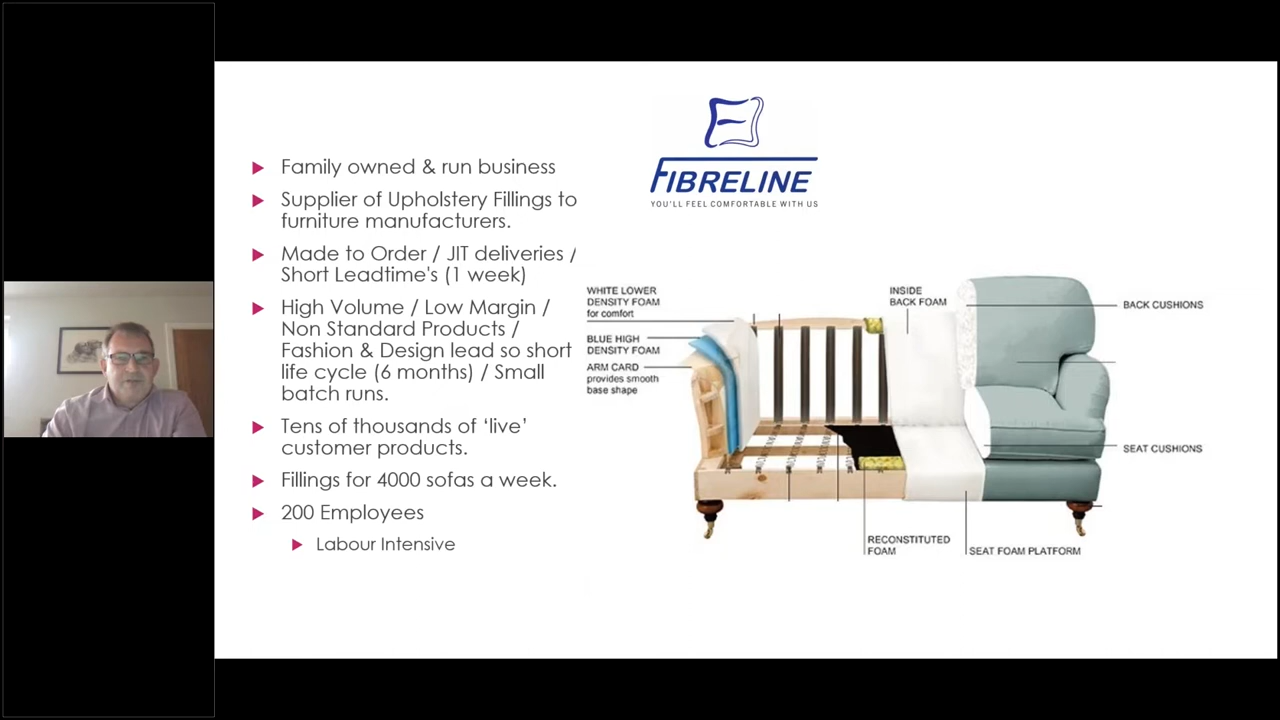 Family owned & run business
Supplier of Upholstery Fillings to
furniture manufacturers.
Made to Order / JIT deliveries /
Short Leadtime's (1 week)
High Volume / Low Margin /
Non Standard Products /
Fashion & Design lead so short
life cycle (6 months) / Small
batch runs.
Tens of thousands of ‘live’
customer products.
Fillings for 4000 sofas a week.
200 Employees
Labour Intensive
FIBRELINE
YOU'LL FEEL COMFORTABLE WITH US
WHITE LOWER
DENSITY FOAM
for comfort
BLUE HIGH
DENSITY FOAM
ARM CARD
provides smooth
base shape
INSIDE
BACK FOAM
BACK CUSHIONS
SEAT CUSHIONS
RECONSTITUTED
FOAM
SEAT FOAM PLATFORM